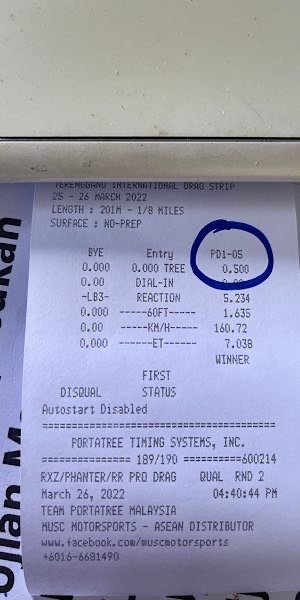 TERENGGANU INTERNATIONAL DRAG STRIP
25 - 26 MARCH 2022
LENGTH : 201M - 1/8 MILES
SURFACE : NO-PREP
BYE Entry PD1-05
0.000 0.000 TREE 0.500
0.000 DIAL-IN
-LB3- REACTION 5.234
0.000 -----60FT----- 1.635
0.00 -----KM/H----- 160.72
0.000 ------ET------ 7.038
WINNER
FIRST
DISQUAL STATUS
Autostart Disabled
========================================
PORTATREE TIMING SYSTEMS, INC.
=============== 189/190 ==========600214
RXZ/PHANTER/RR PRO DRAG QUAL RND 2
March 26, 2022 04:40:44 PM
TEAM PORTATREE MALAYSIA
MUSC MOTORSPORTS - ASEAN DISTRIBUTOR
www.facebook.com/muscmotorsports
+6016-6681490